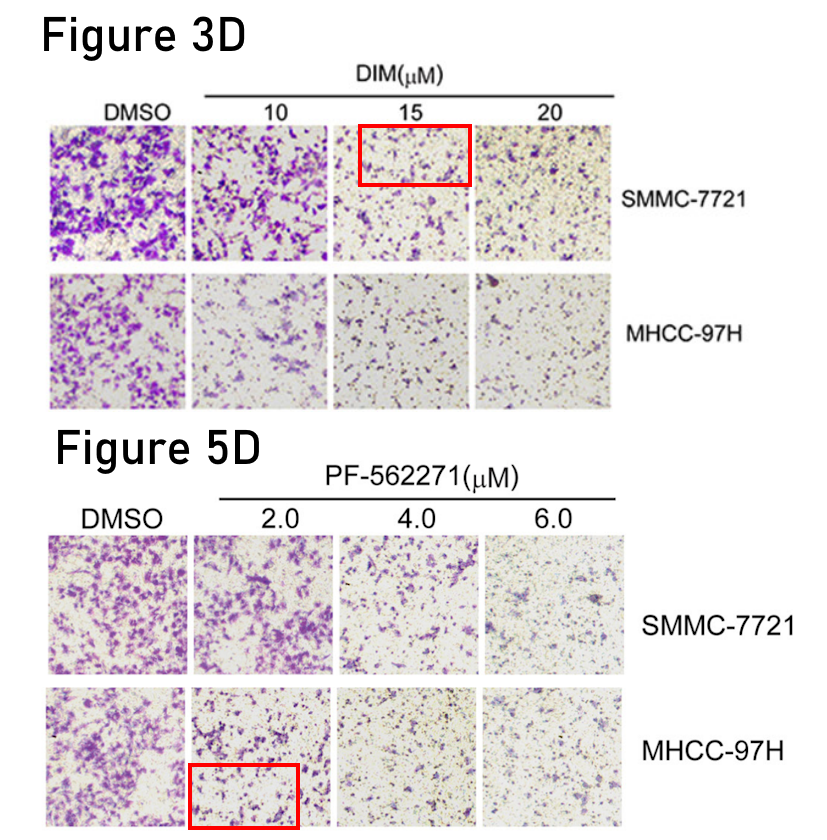 Figure 3D
DIM(μM)
DMSO 10 15 20
SMMC-7721
MHCC-97H
Figure 5D
PF-562271(μM)
DMSO 2.0 4.0 6.0
SMMC-7721
MHCC-97H